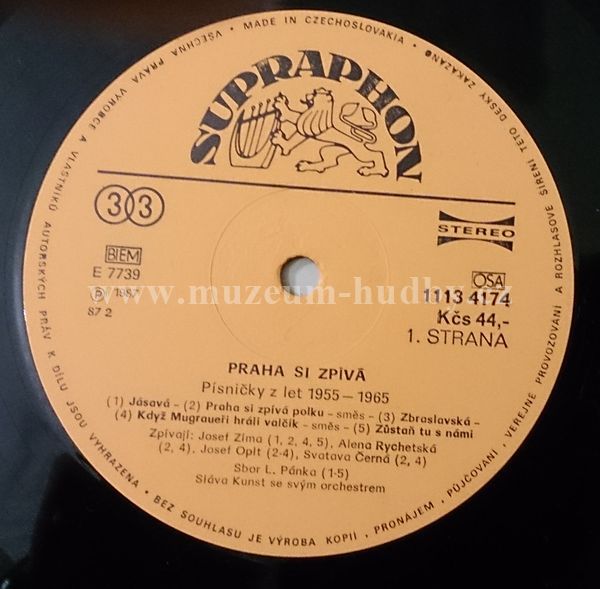 VŠECHNA PRÁVA VÝROBCE A VLASTNÍKŮ AUTORSKÝCH PRÁV K DÍLU JSOU VYHRAZENA • BEZ SOUHLASU JE VÝROBA KOPIÍ, PRONÁJEM, PŮJČOVÁNÍ, VEŘEJNÉ PROVOZOVÁNÍ A ROZHLASOVÉ ŠÍŘENÍ TÉTO DESKY ZAKÁZÁNO • MADE IN CZECHOSLOVAKIA •
SUPRAPHON
33
STEREO
BIEM
E 7739
Ⓟ 1987
87 2
OSA
1113 4174
Kčs 44,-
1. STRANA
www.muzeum-hudby.cz
PRAHA SI ZPÍVÁ
Písničky z let 1955 – 1965
(1) Jásavá - (2) Praha si zpívá polku - směs - (3) Zbraslavská -
(4) Když Mugraueři hráli valčík - směs - (5) Zůstaň tu s námi
Zpívají: Josef Zíma (1, 2, 4, 5), Alena Rychetská
(2, 4), Josef Oplt (2-4), Svatava Černá (2, 4)
Sbor L. Pánka (1-5)
Sláva Kunst se svým orchestrem